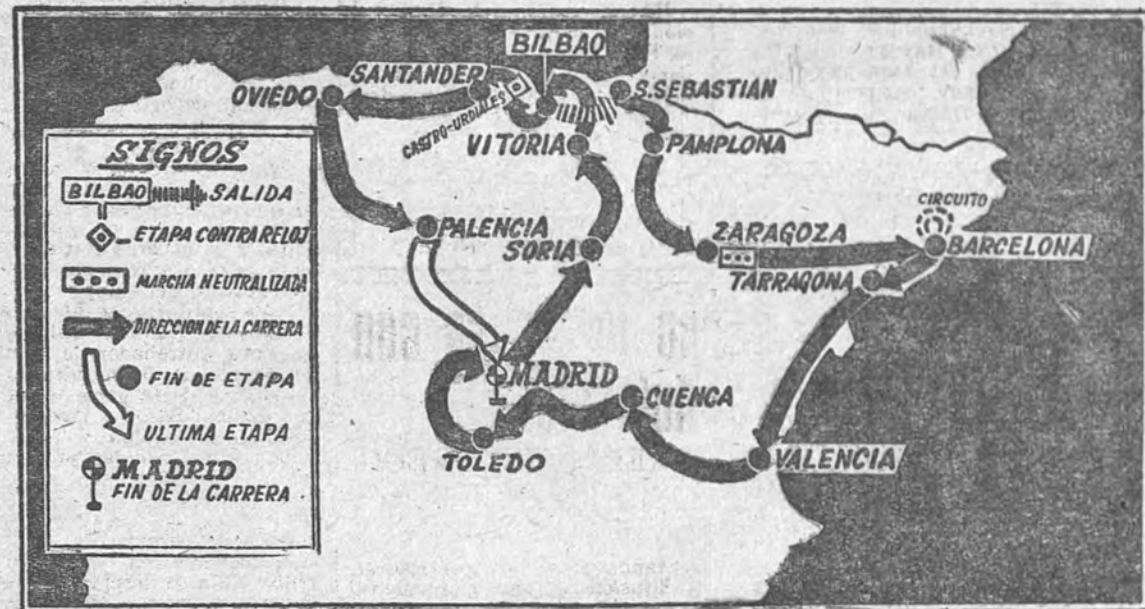 BILBAO
SANTANDER
OVIEDO
S.SEBASTIAN
CASTRO-URDIALES
VITORIA
PAMPLONA
SIGNOS
BILBAO SALIDA
ETAPA CONTRA RELOJ
MARCHA NEUTRALIZADA
DIRECCION DE LA CARRERA
FIN DE ETAPA
ULTIMA ETAPA
MADRID
FIN DE LA CARRERA
PALENCIA
SORIA
ZARAGOZA
CIRCUITO
BARCELONA
TARRAGONA
MADRID
CUENCA
TOLEDO
VALENCIA